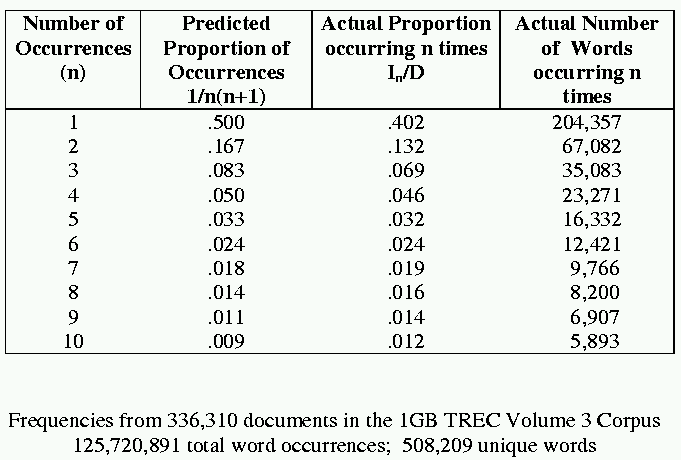 Number of Predicted Actual Proportion Actual Number
Occurrences Proportion of occurring n times of Words
(n) Occurrences Iₙ/D occurring n
1/n(n+1) times
1 .500 .402 204,357
2 .167 .132 67,082
3 .083 .069 35,083
4 .050 .046 23,271
5 .033 .032 16,332
6 .024 .024 12,421
7 .018 .019 9,766
8 .014 .016 8,200
9 .011 .014 6,907
10 .009 .012 5,893
Frequencies from 336,310 documents in the 1GB TREC Volume 3 Corpus
125,720,891 total word occurrences; 508,209 unique words